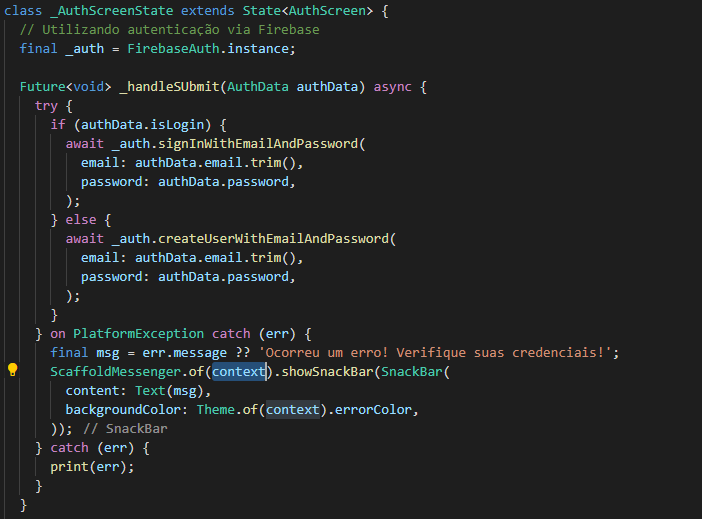 class _AuthScreenState extends State<AuthScreen> {
  // Utilizando autenticação via Firebase
  final _auth = FirebaseAuth.instance;

  Future<void> _handleSUbmit(AuthData authData) async {
    try {
      if (authData.isLogin) {
        await _auth.signInWithEmailAndPassword(
          email: authData.email.trim(),
          password: authData.password,
        );
      } else {
        await _auth.createUserWithEmailAndPassword(
          email: authData.email.trim(),
          password: authData.password,
        );
      }
    } on PlatformException catch (err) {
      final msg = err.message ?? 'Ocorreu um erro! Verifique suas credenciais!';
      ScaffoldMessenger.of(context).showSnackBar(SnackBar(
        content: Text(msg),
        backgroundColor: Theme.of(context).errorColor,
      )); // SnackBar
    } catch (err) {
      print(err);
    }
  }